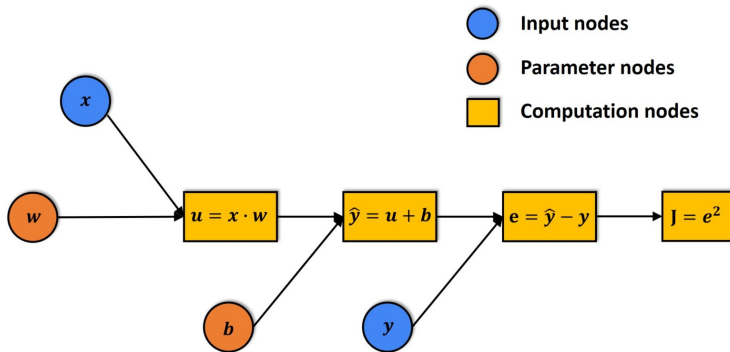 Input nodes
Parameter nodes
Computation nodes
x
w
u = x · w
ŷ = u + b
e = ŷ − y
J = e²
b
y